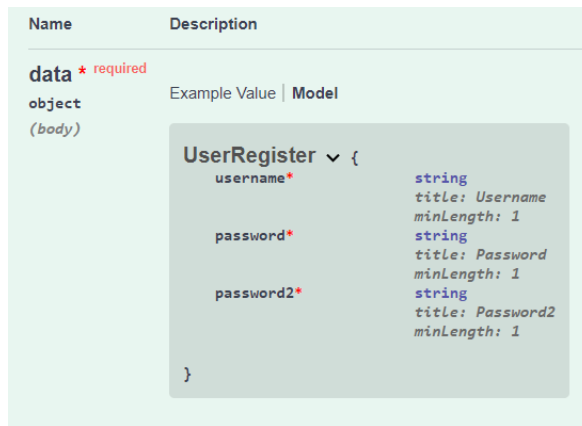 Name Description
data * required
object
(body)
Example Value | Model
UserRegister {
username* string
title: Username
minLength: 1
password* string
title: Password
minLength: 1
password2* string
title: Password2
minLength: 1
}